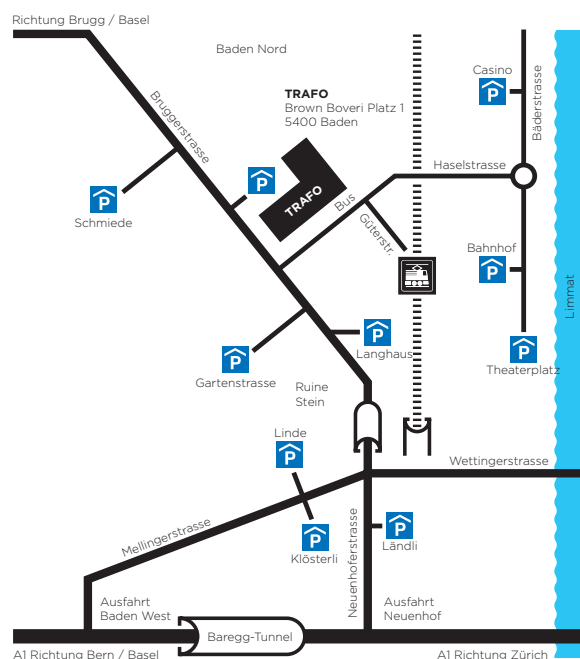 Richtung Brugg / Basel
Baden Nord
Casino
P
TRAFO
Brown Boveri Platz 1
5400 Baden
Bäderstrasse
Bruggerstrasse
Haselstrasse
P
P
TRAFO
Bus
Schmiede
Güterstr.
Bahnhof
P
Limmat
P
Langhaus
P
Theaterplatz
P
Gartenstrasse
Ruine
Stein
Linde
P
Wettingerstrasse
Mellingerstrasse
P
Klösterli
Neuenhoferstrasse
P
Ländli
Ausfahrt
Baden West
Ausfahrt
Neuenhof
Baregg-Tunnel
A1 Richtung Bern / Basel
A1 Richtung Zürich